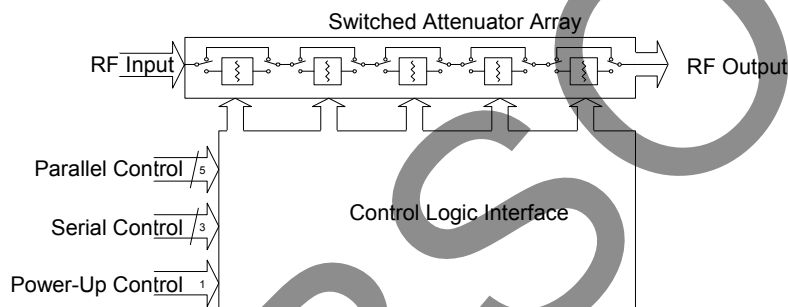 Switched Attenuator Array
RF Input
RF Output
Parallel Control 5
Serial Control 3
Control Logic Interface
Power-Up Control 1